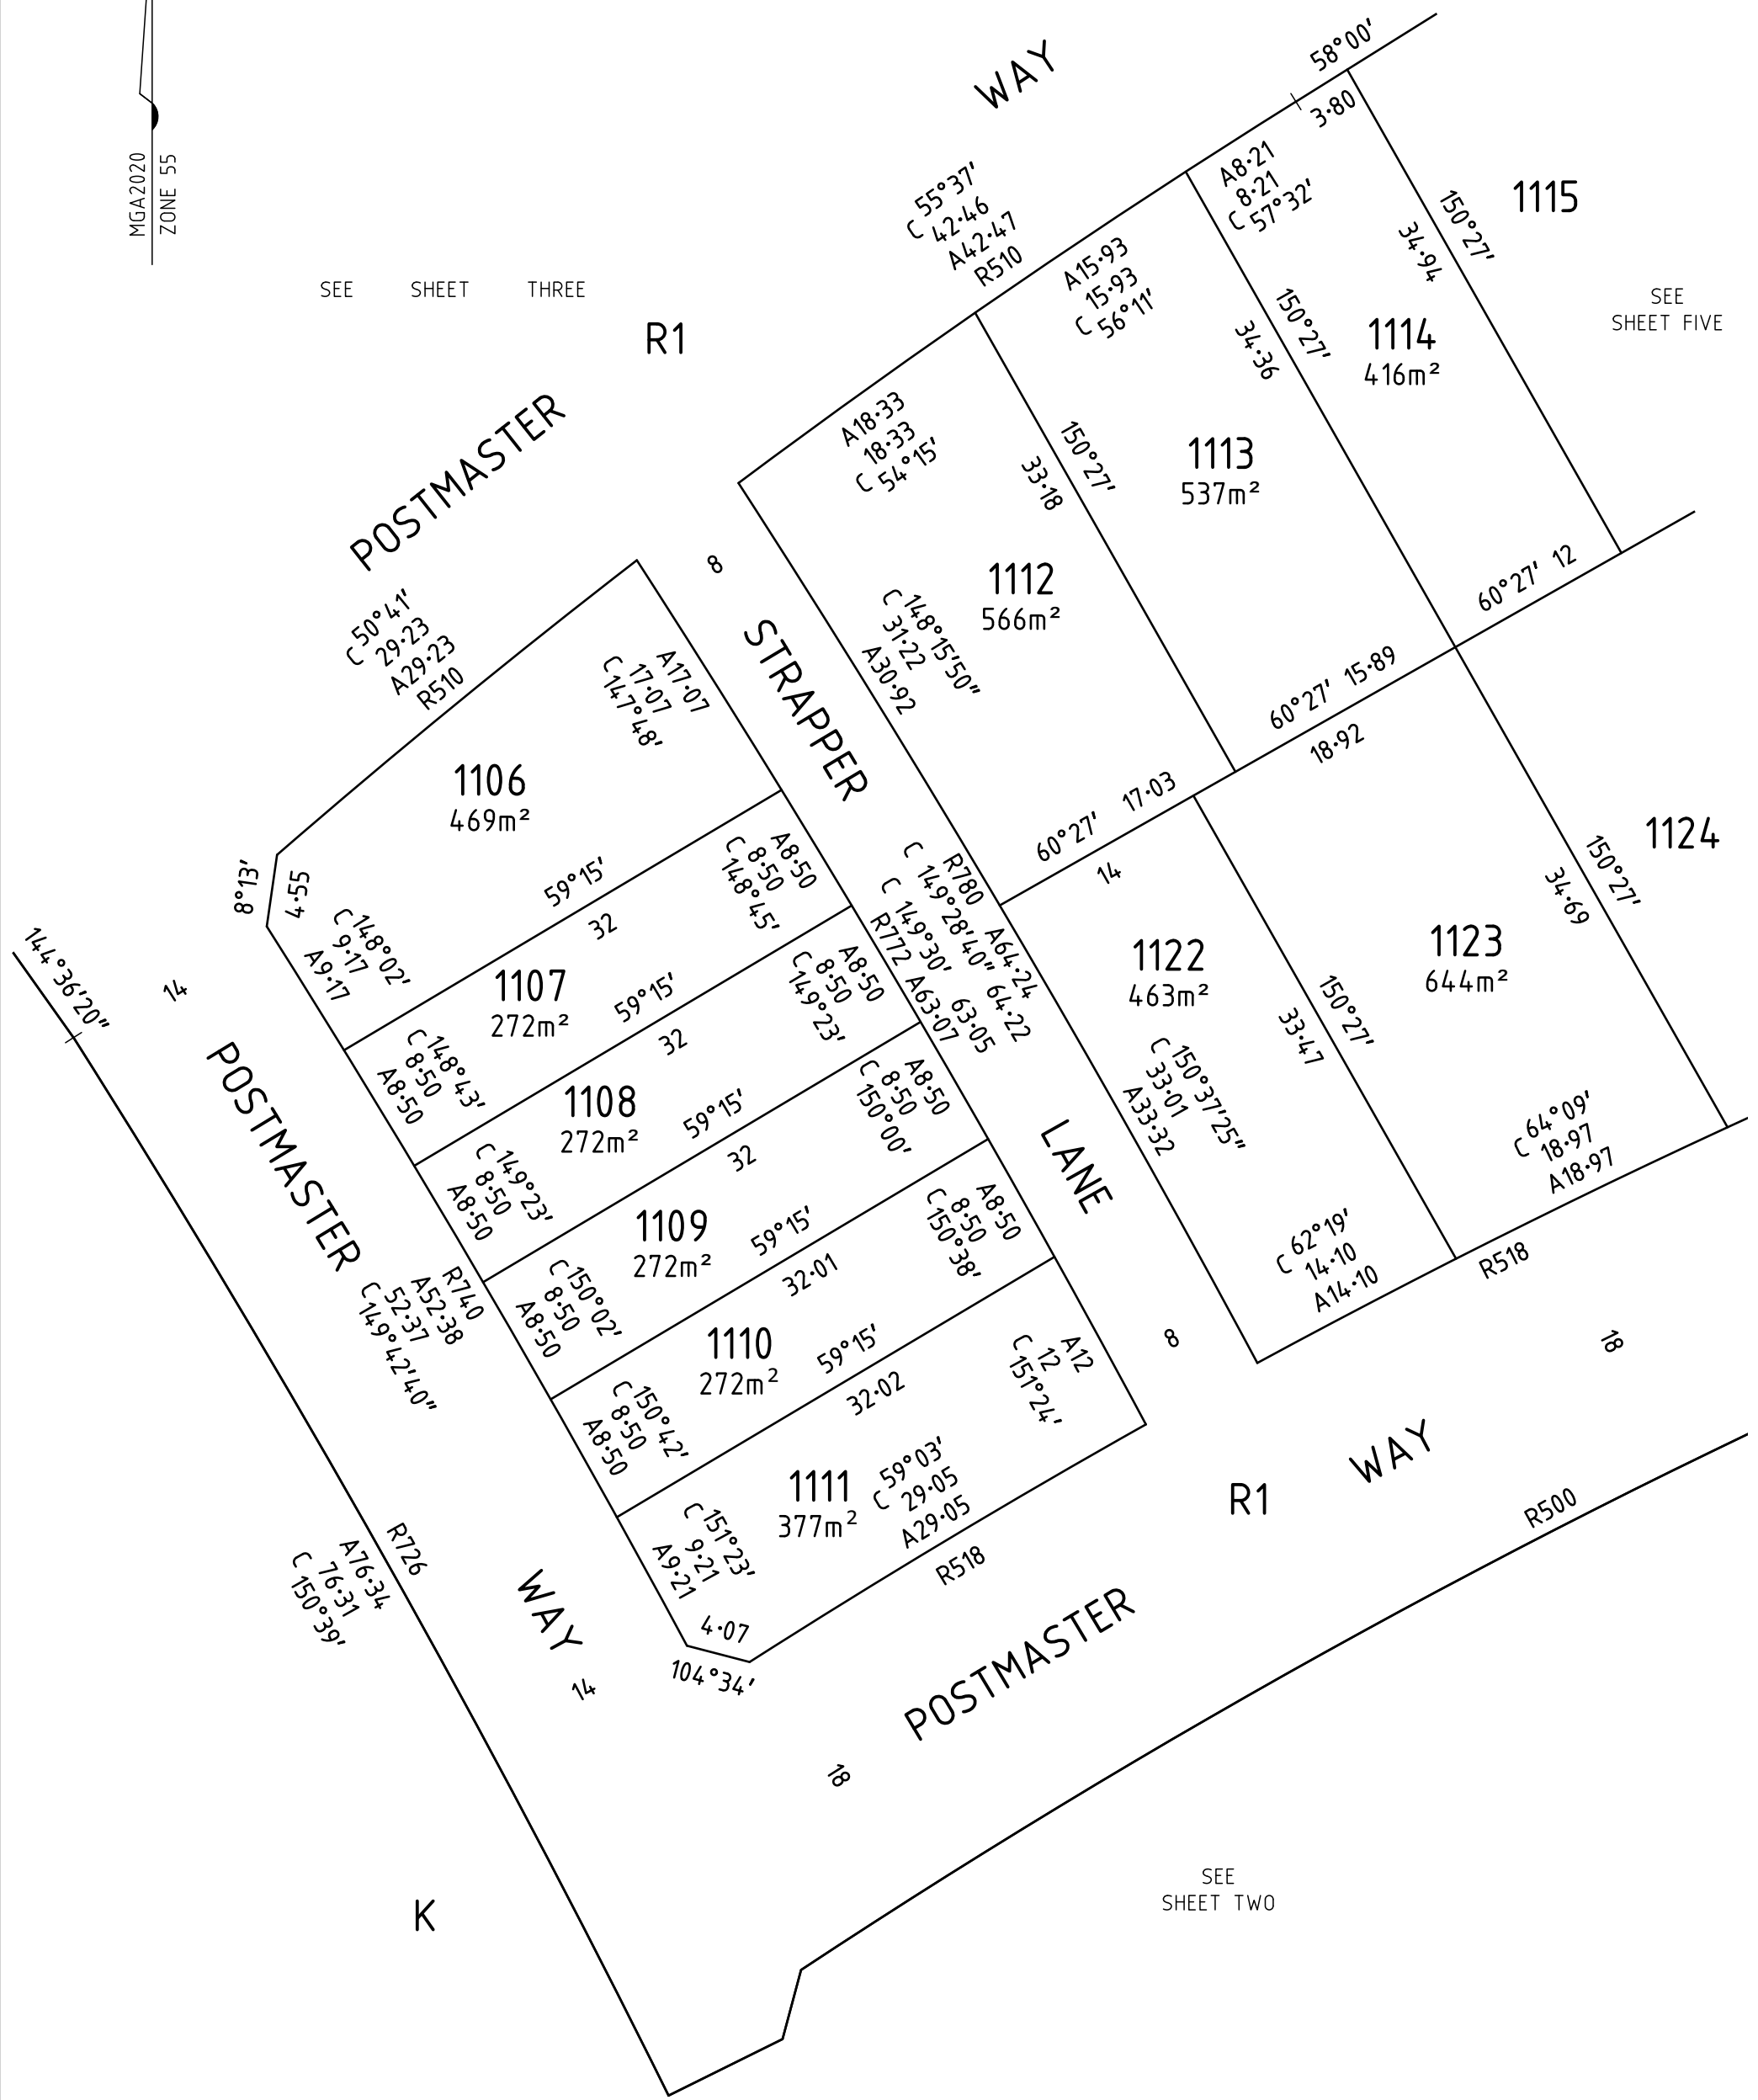 WAY
58°00'
3·80
MGA2020
ZONE 55
A8·21
8·21
C 57°32'
1115
150°27'
34·94
C 55°37'
42·46
A42·47
R510
A15·93
15·93
C 56°11'
SEE SHEET THREE
SEE
SHEET FIVE
R1
150°27'
34·36
1114
416m²
POSTMASTER
A18·33
18·33
C 54°15'
150°27'
33·18
1113
537m²
8
1112
566m²
60°27' 12
C 50°41'
29·23
A29·23
R510
STRAPPER
C 148°15'50"
31·22
A30·92
A17·07
C 17·07
147°48'
60°27' 15·89
18·92
1106
469m²
60°27' 17·03
14
1124
8°13'
4·55
59°15'
32
A8·50
C 8·50
148°45'
R780 A64·24
C 149°28'40" 64·22
C 149°30' 63·05
R772 A63·07
150°27'
34·69
C 148°02'
9·17
A9·17
144°36'20"
14
1107
272m²
59°15'
32
A8·50
C 8·50
149°23'
1122
463m²
1123
644m²
150°27'
33·47
POSTMASTER
C 148°43'
8·50
A8·50
1108
272m²
59°15'
32
A8·50
C 8·50
150°00'
C 150°37'25"
33·01
A33·32
LANE
C 64°09'
18·97
A18·97
C 149°23'
8·50
A8·50
1109
272m²
59°15'
32·01
A8·50
C 8·50
150°38'
C 62°19'
14·10
A14·10
R518
R740
A52·38
52·37
C 149°42'40"
C 150°02'
8·50
A8·50
1110
272m²
59°15'
32·02
A12
C 12
151°24'
8
18
C 150°42'
8·50
A8·50
1111
377m²
C 59°03'
29·05
A29·05
R518
WAY
R1
R500
R726
A76·34
C 76·31
150°39'
C 151°23'
9·21
A9·21
WAY
14
4·07
104°34'
POSTMASTER
18
K
SEE
SHEET TWO